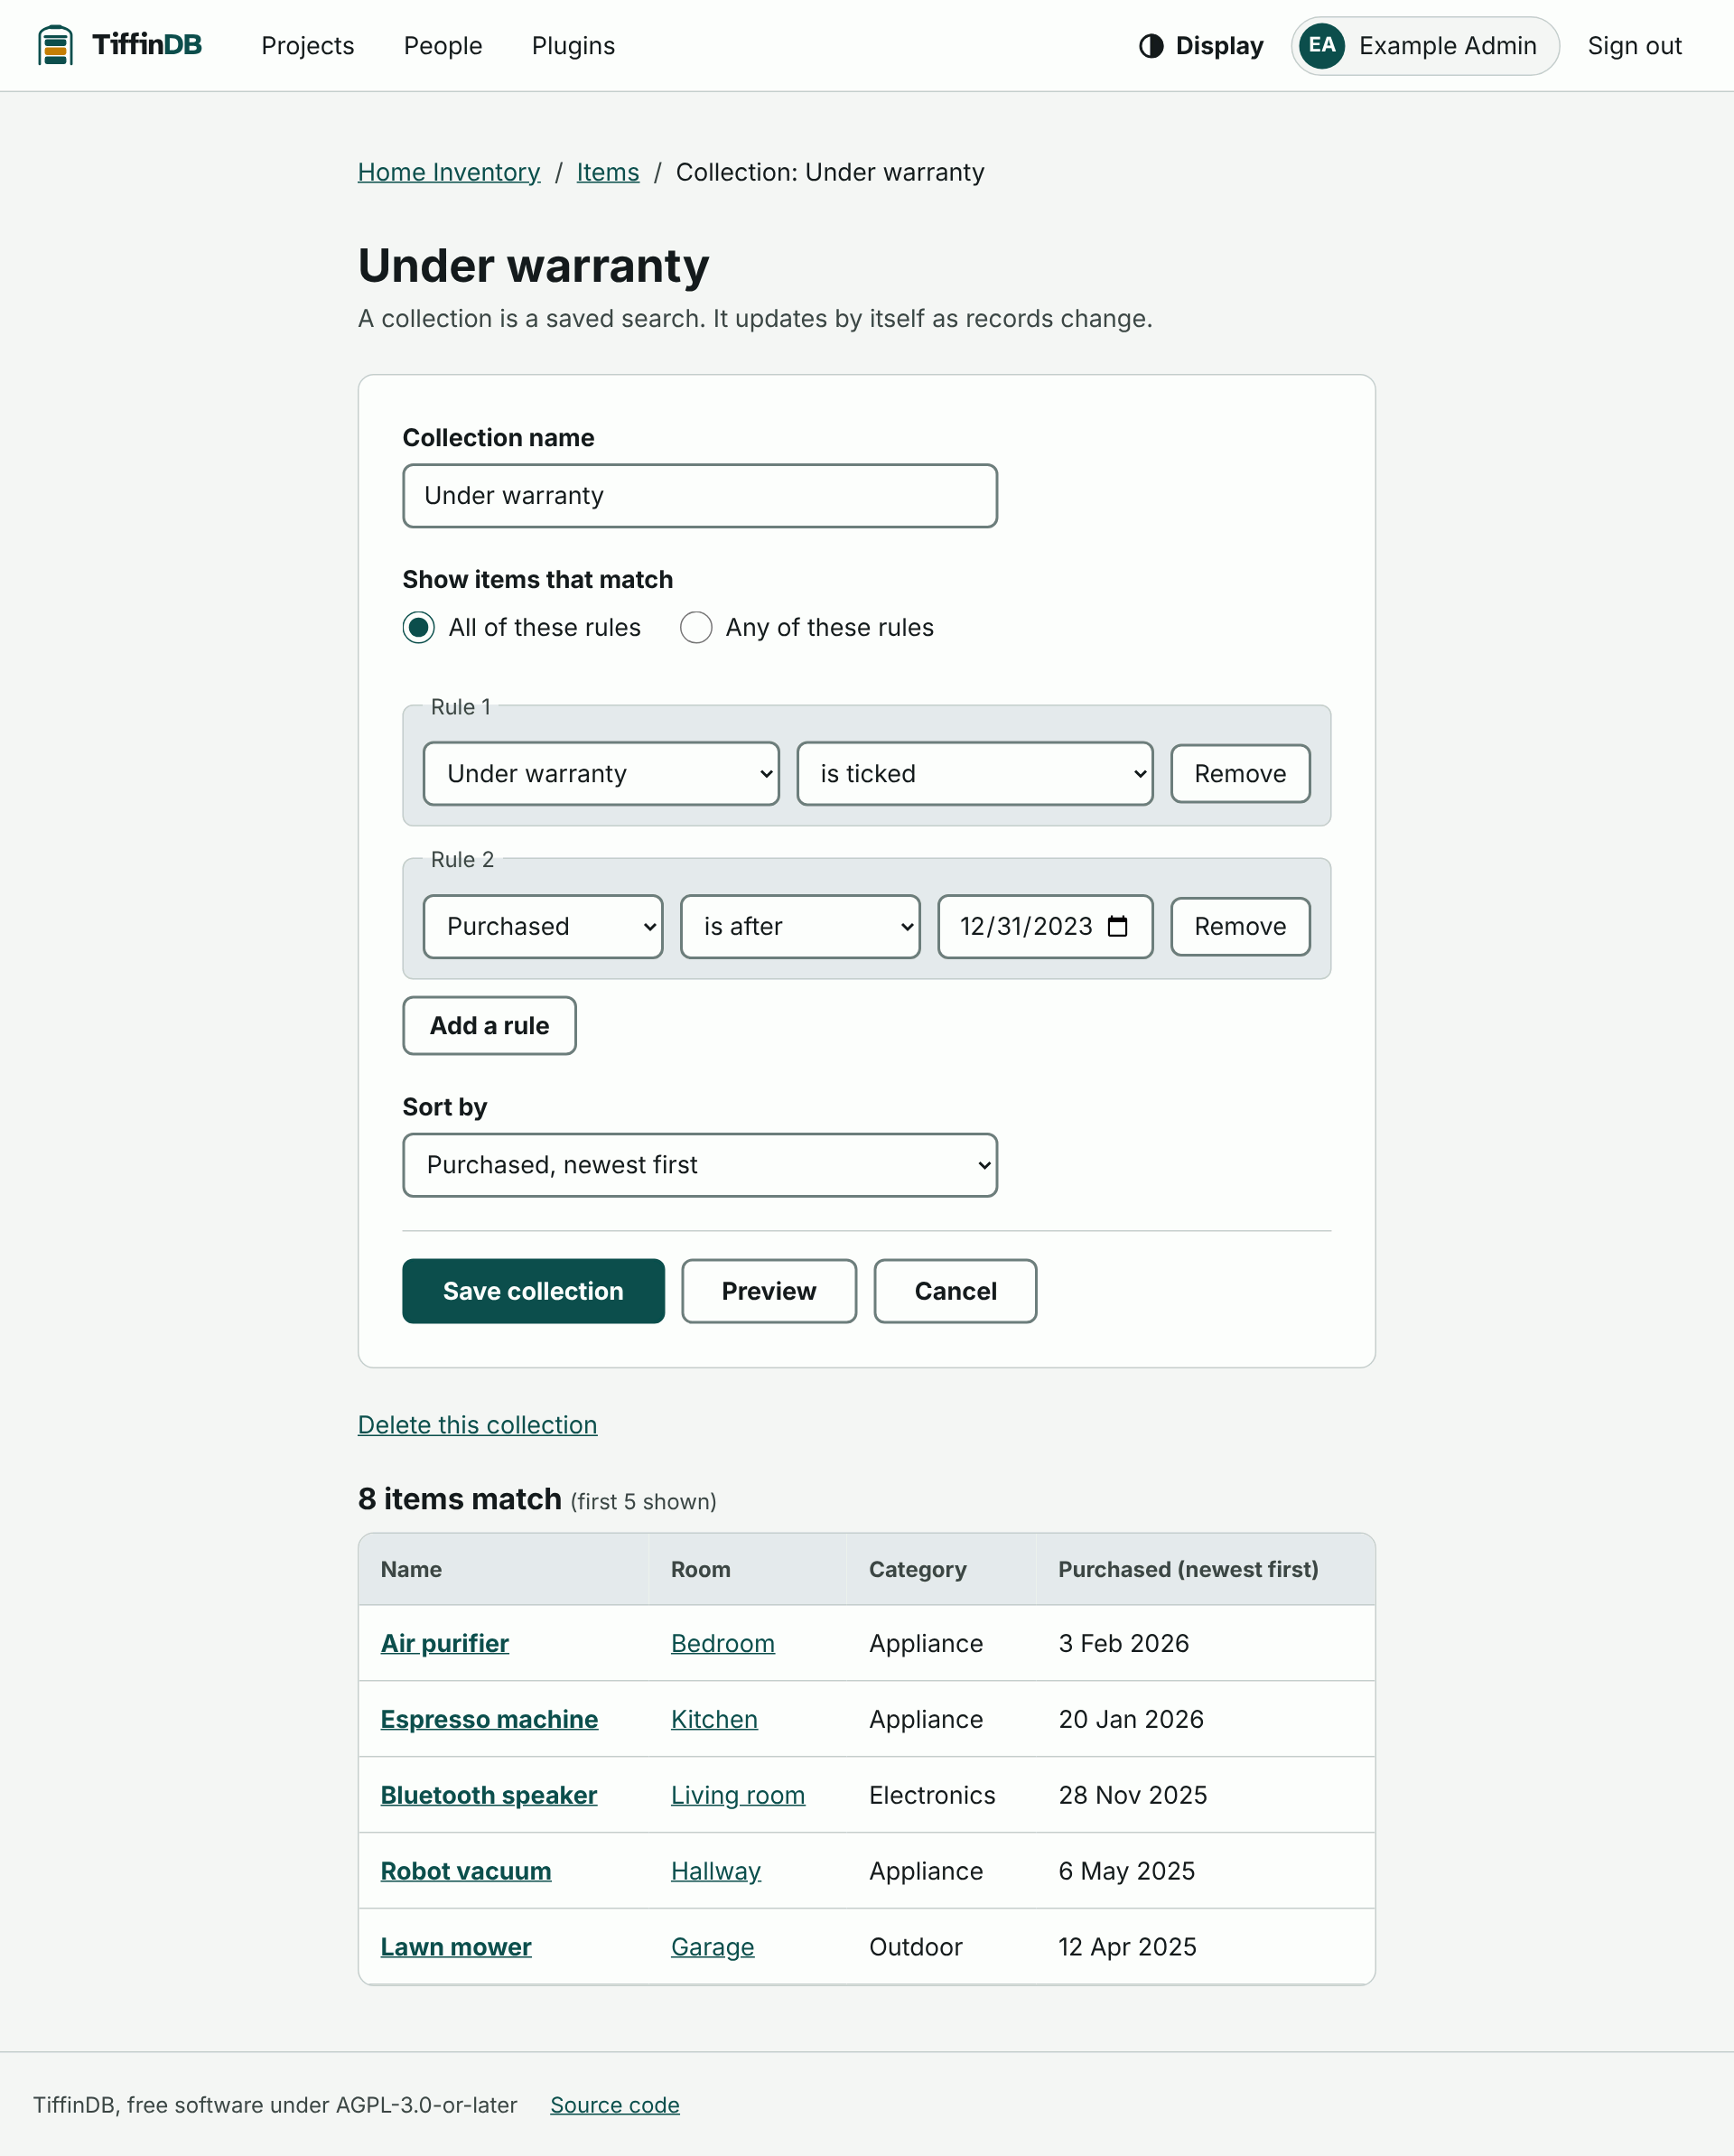 TiffinDB Projects People Plugins Display EA Example Admin Sign out
Home Inventory / Items / Collection: Under warranty
Under warranty
A collection is a saved search. It updates by itself as records change.
Collection name
Under warranty
Show items that match
All of these rules Any of these rules
Rule 1
Under warranty is ticked Remove
Rule 2
Purchased is after 12/31/2023 Remove
Add a rule
Sort by
Purchased, newest first
Save collection Preview Cancel
Delete this collection
8 items match (first 5 shown)
Name Room Category Purchased (newest first)
Air purifier Bedroom Appliance 3 Feb 2026
Espresso machine Kitchen Appliance 20 Jan 2026
Bluetooth speaker Living room Electronics 28 Nov 2025
Robot vacuum Hallway Appliance 6 May 2025
Lawn mower Garage Outdoor 12 Apr 2025
TiffinDB, free software under AGPL-3.0-or-later Source code